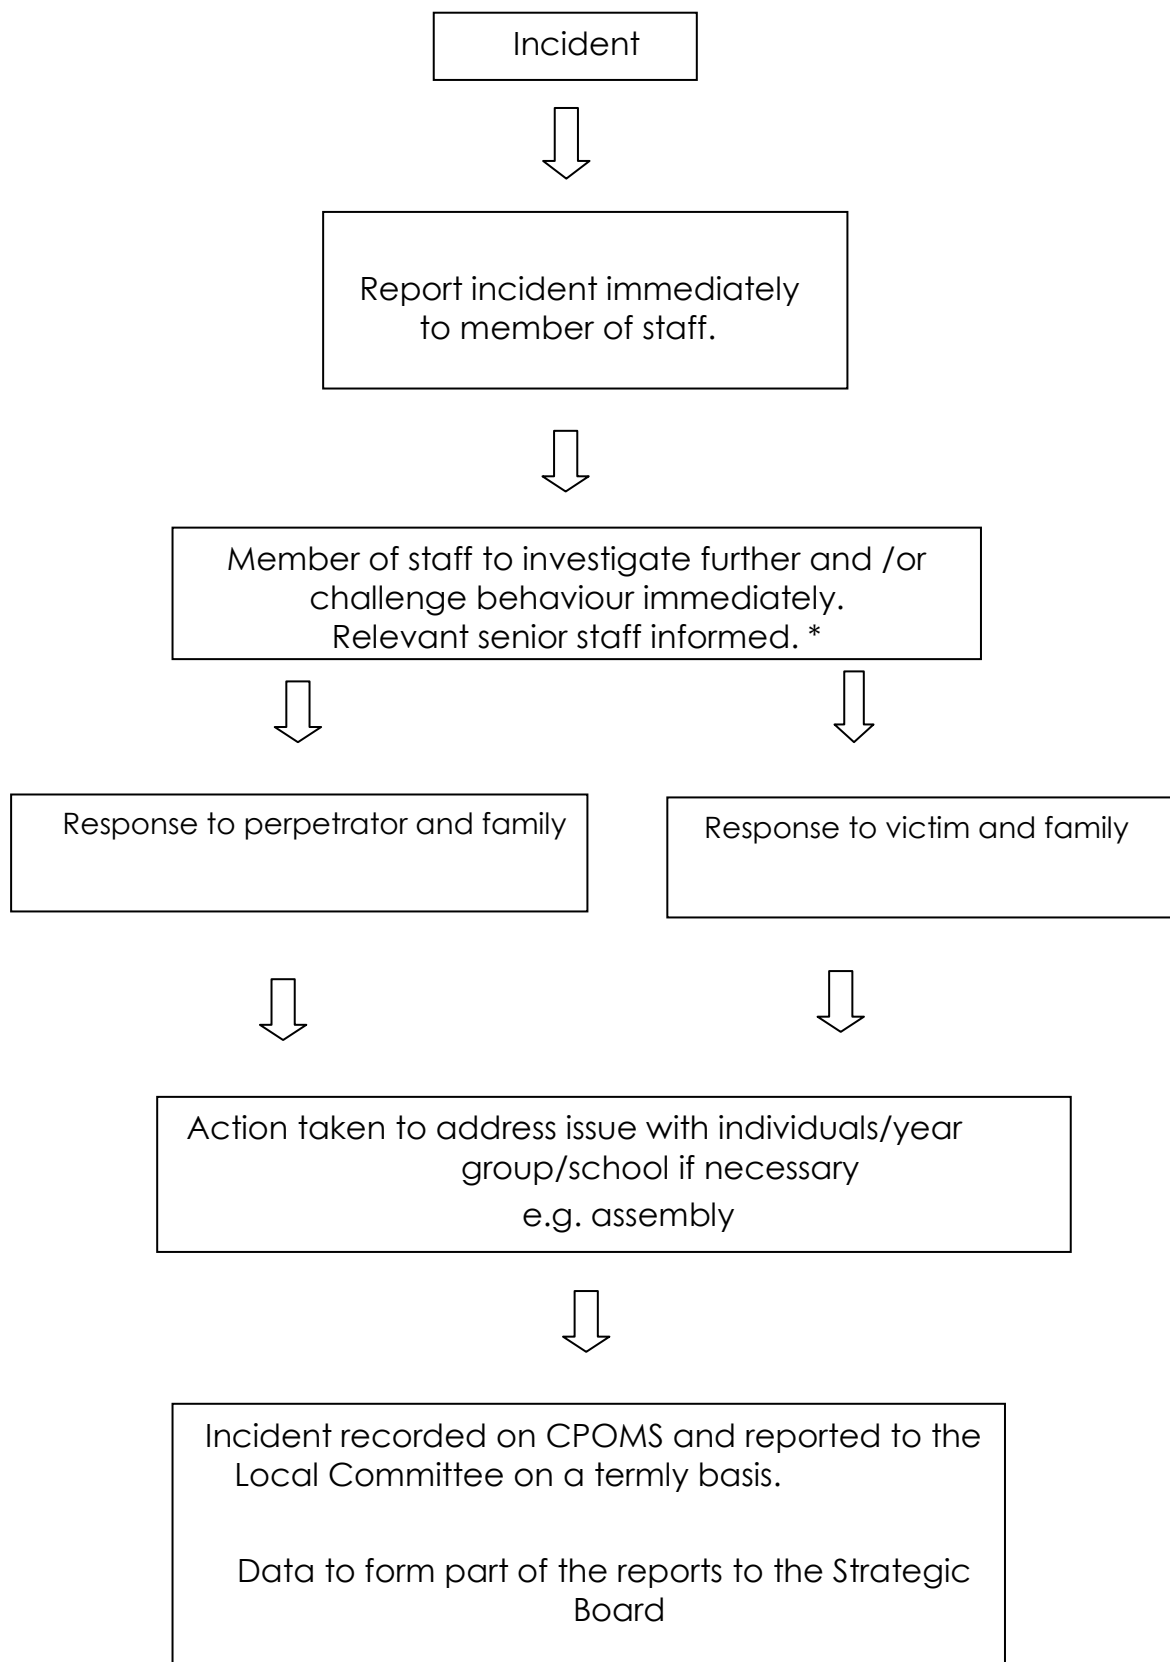 Incident
Report incident immediately
to member of staff.
Member of staff to investigate further and /or
challenge behaviour immediately.
Relevant senior staff informed. *
Response to perpetrator and family
Response to victim and family
Action taken to address issue with individuals/year
group/school if necessary
e.g. assembly
Incident recorded on CPOMS and reported to the
Local Committee on a termly basis.
Data to form part of the reports to the Strategic
Board